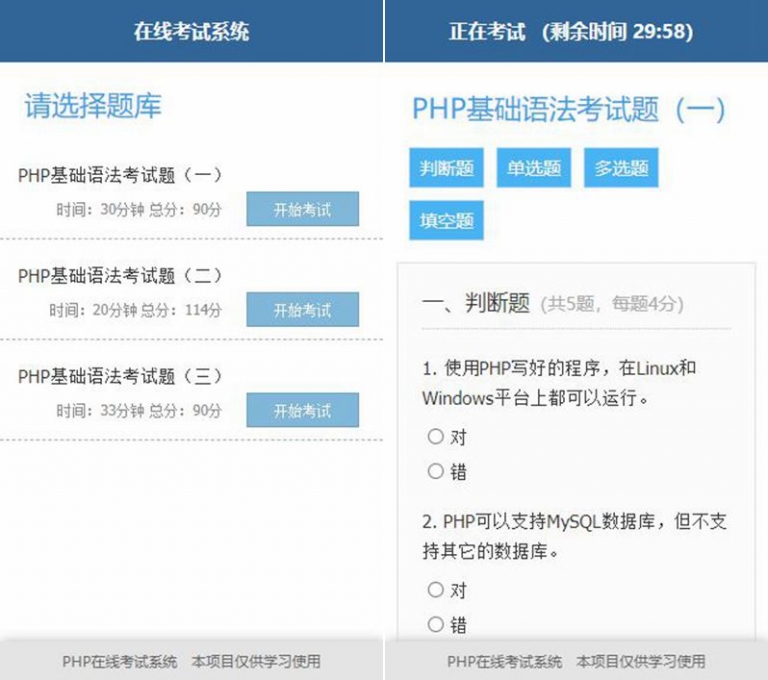 在线考试系统
请选择题库
PHP基础语法考试题（一）
时间：30分钟 总分：90分
开始考试
PHP基础语法考试题（二）
时间：20分钟 总分：114分
开始考试
PHP基础语法考试题（三）
时间：33分钟 总分：90分
开始考试
PHP在线考试系统 本项目仅供学习使用
正在考试 (剩余时间 29:58)
PHP基础语法考试题（一）
判断题 单选题 多选题
填空题
一、判断题 (共5题，每题4分)
1. 使用PHP写好的程序，在Linux和
Windows平台上都可以运行。
对
错
2. PHP可以支持MySQL数据库，但不支
持其它的数据库。
对
错
PHP在线考试系统 本项目仅供学习使用